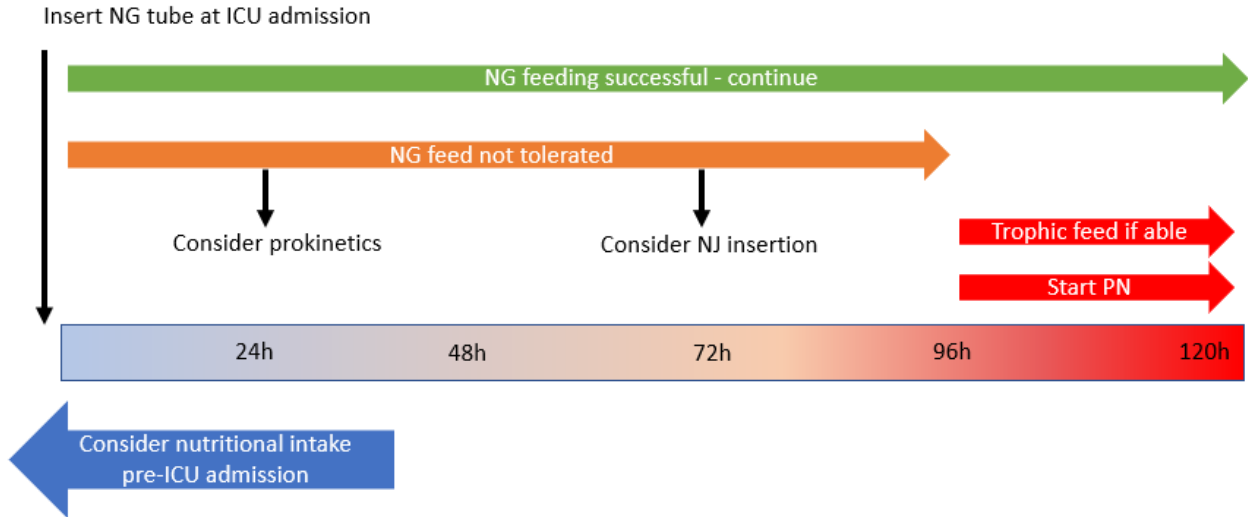 Insert NG tube at ICU admission
NG feeding successful - continue
NG feed not tolerated
Consider prokinetics
Consider NJ insertion
Trophic feed if able
Start PN
24h
48h
72h
96h
120h
Consider nutritional intake
pre-ICU admission